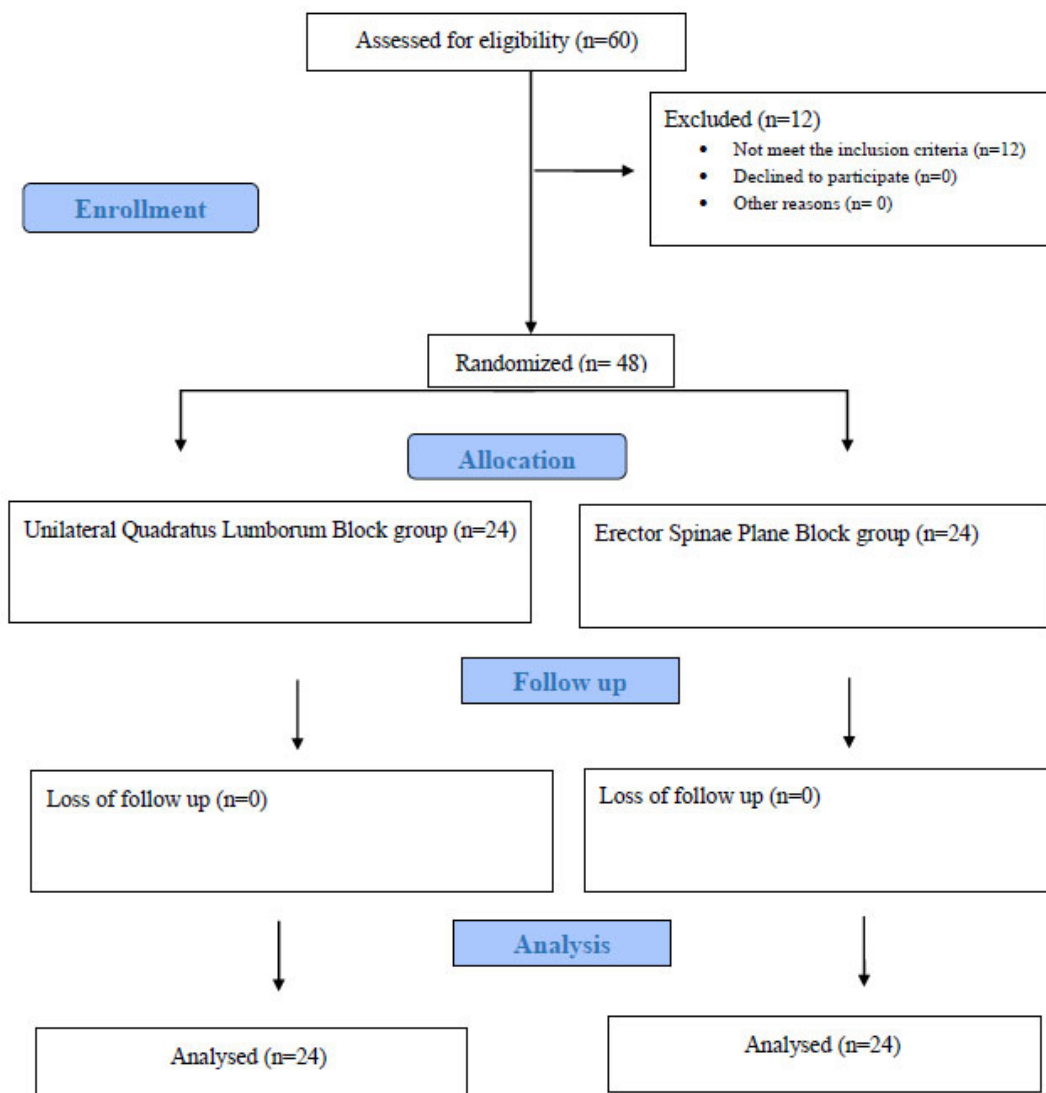 Assessed for eligibility (n=60)
Excluded (n=12)
• Not meet the inclusion criteria (n=12)
• Declined to participate (n=0)
• Other reasons (n= 0)
Enrollment
Randomized (n= 48)
Allocation
Unilateral Quadratus Lumborum Block group (n=24)
Erector Spinae Plane Block group (n=24)
Follow up
Loss of follow up (n=0)
Loss of follow up (n=0)
Analysis
Analysed (n=24)
Analysed (n=24)